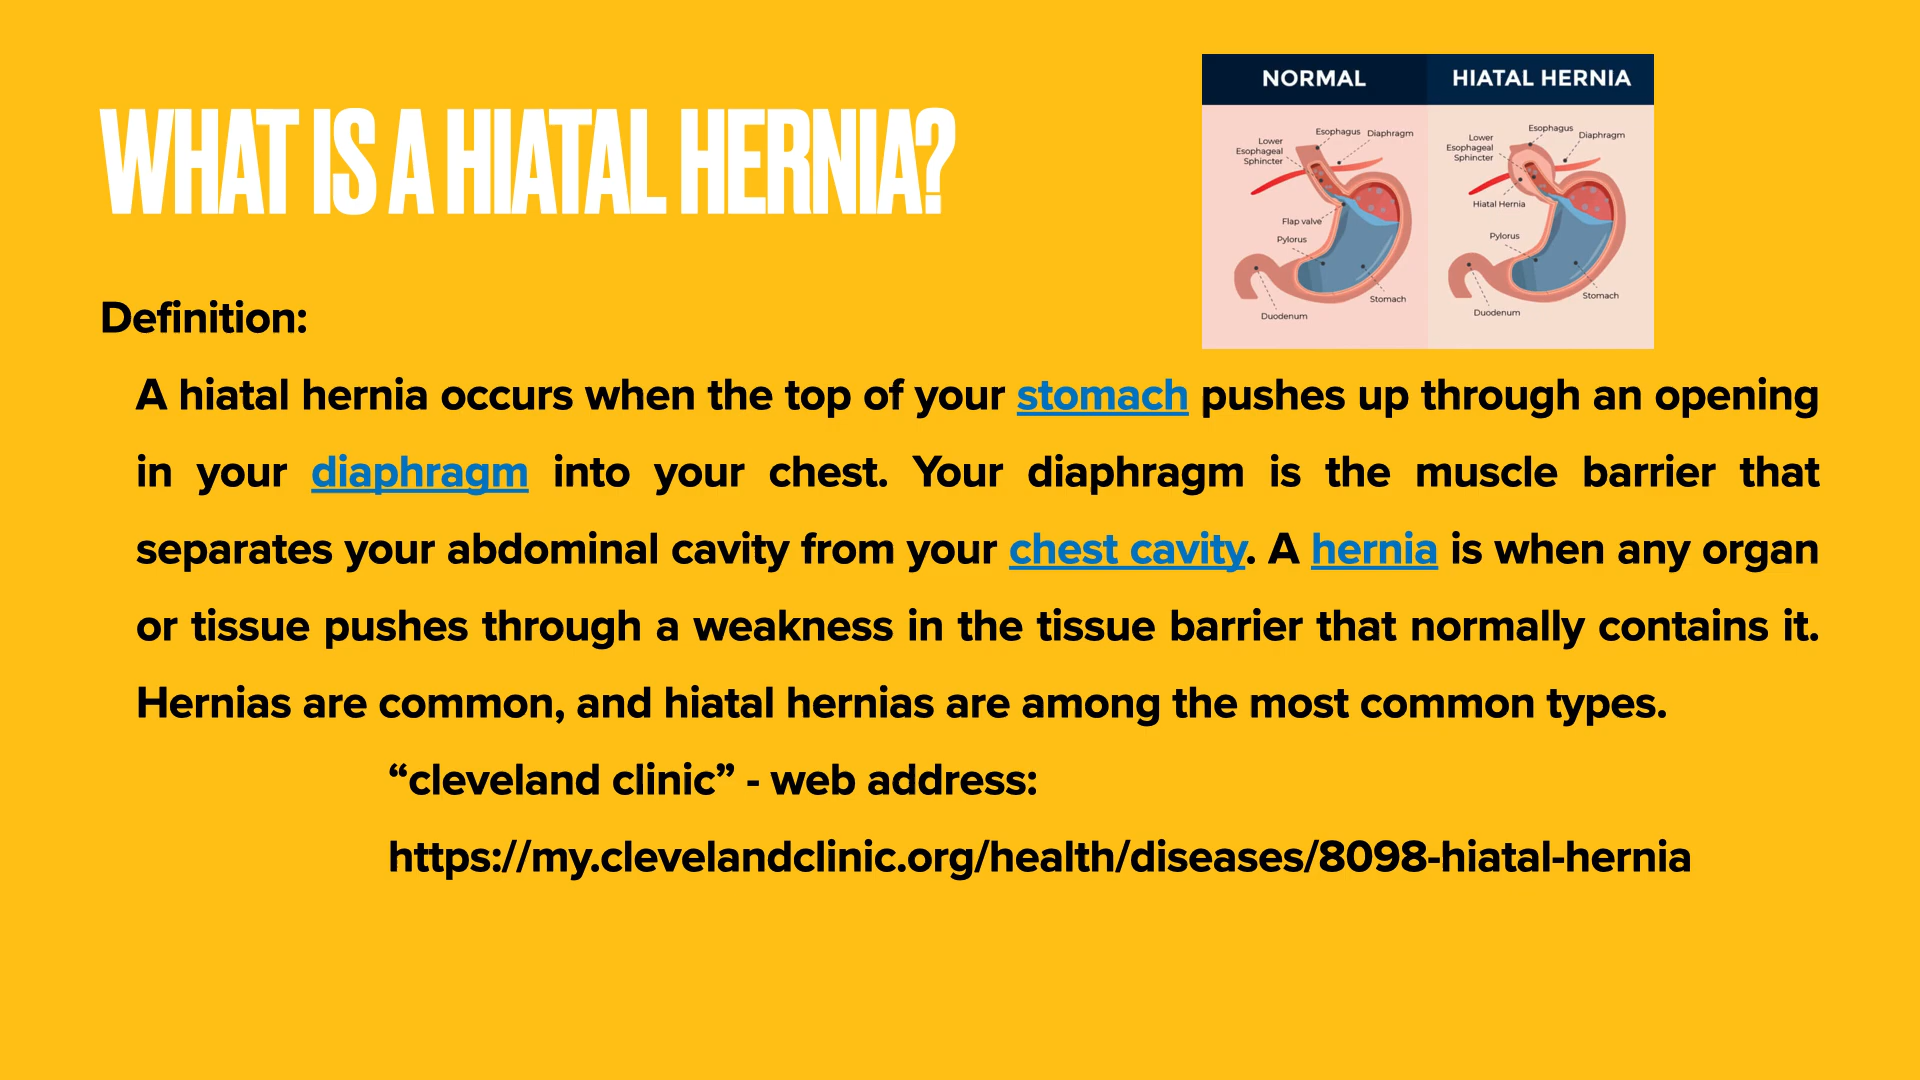 WHAT IS A HIATAL HERNIA?
NORMAL
Esophagus
Diaphragm
Lower
Esophageal
Sphincter
Flap valve
Pylorus
Stomach
Duodenum
HIATAL HERNIA
Esophagus
Diaphragm
Lower
Esophageal
Sphincter
Hiatal Hernia
Pylorus
Stomach
Duodenum
Definition:
A hiatal hernia occurs when the top of your stomach pushes up through an opening
in your diaphragm into your chest. Your diaphragm is the muscle barrier that
separates your abdominal cavity from your chest cavity. A hernia is when any organ
or tissue pushes through a weakness in the tissue barrier that normally contains it.
Hernias are common, and hiatal hernias are among the most common types.
“cleveland clinic” - web address:
https://my.clevelandclinic.org/health/diseases/8098-hiatal-hernia